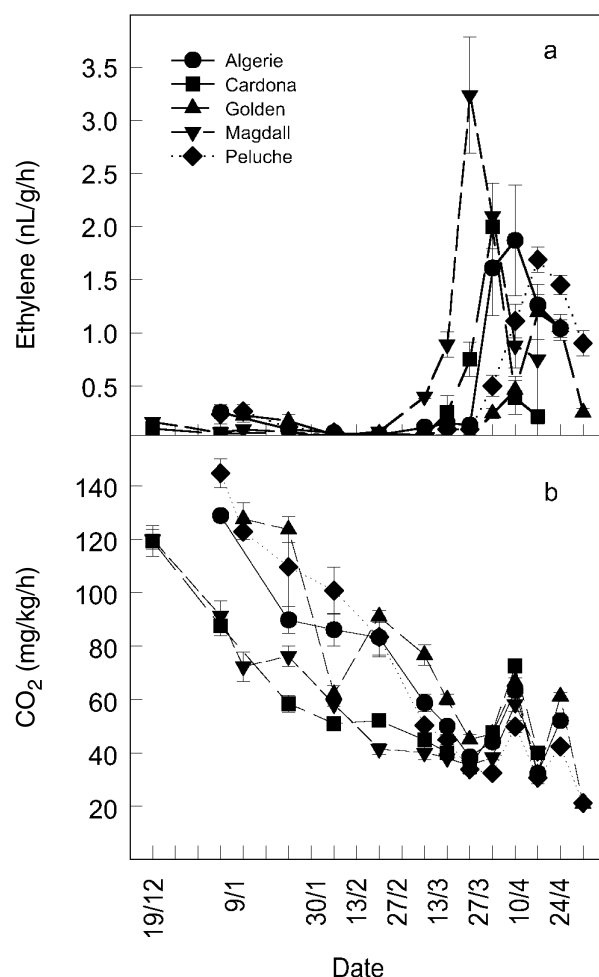 a
3.5
3.0
2.5
2.0
1.5
1.0
0.5
Ethylene (nL/g/h)
Algerie
Cardona
Golden
Magdall
Peluche
b
140
120
100
80
60
40
20
CO₂ (mg/kg/h)
19/12
9/1
30/1
13/2
27/2
13/3
27/3
10/4
24/4
Date